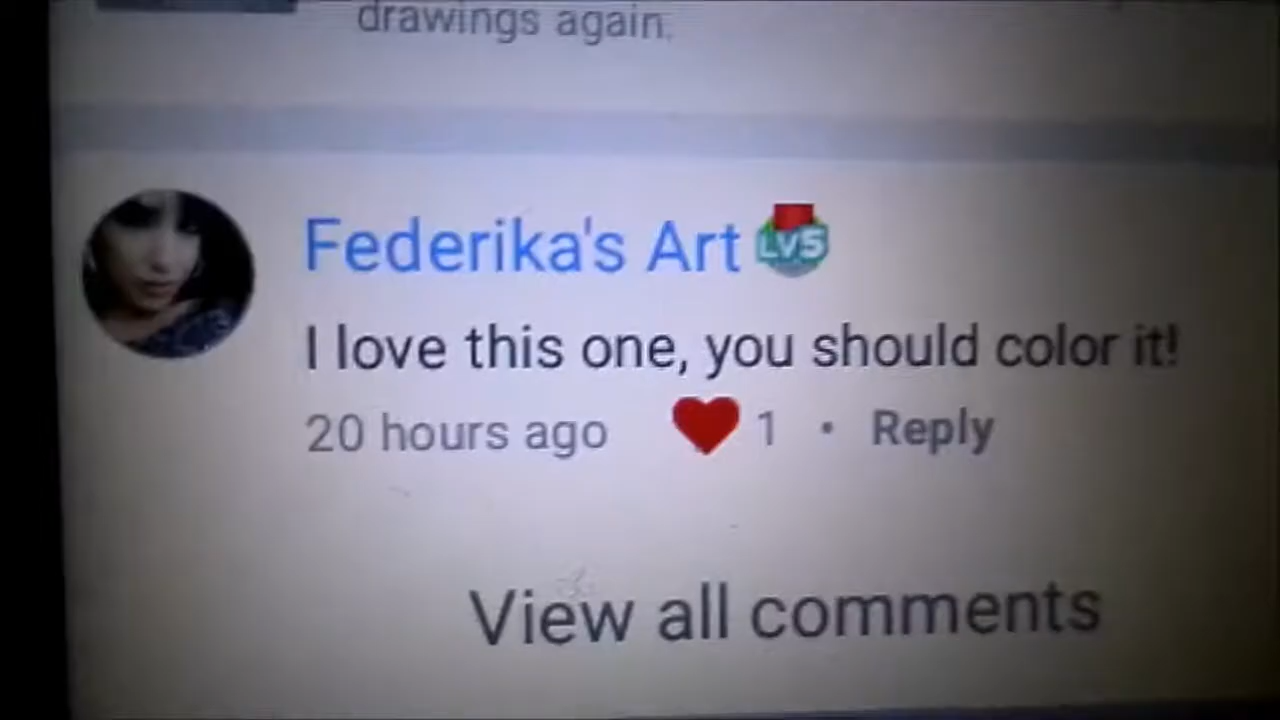 drawings again.
Federika's Art LV5
I love this one, you should color it!
20 hours ago 1 • Reply
View all comments